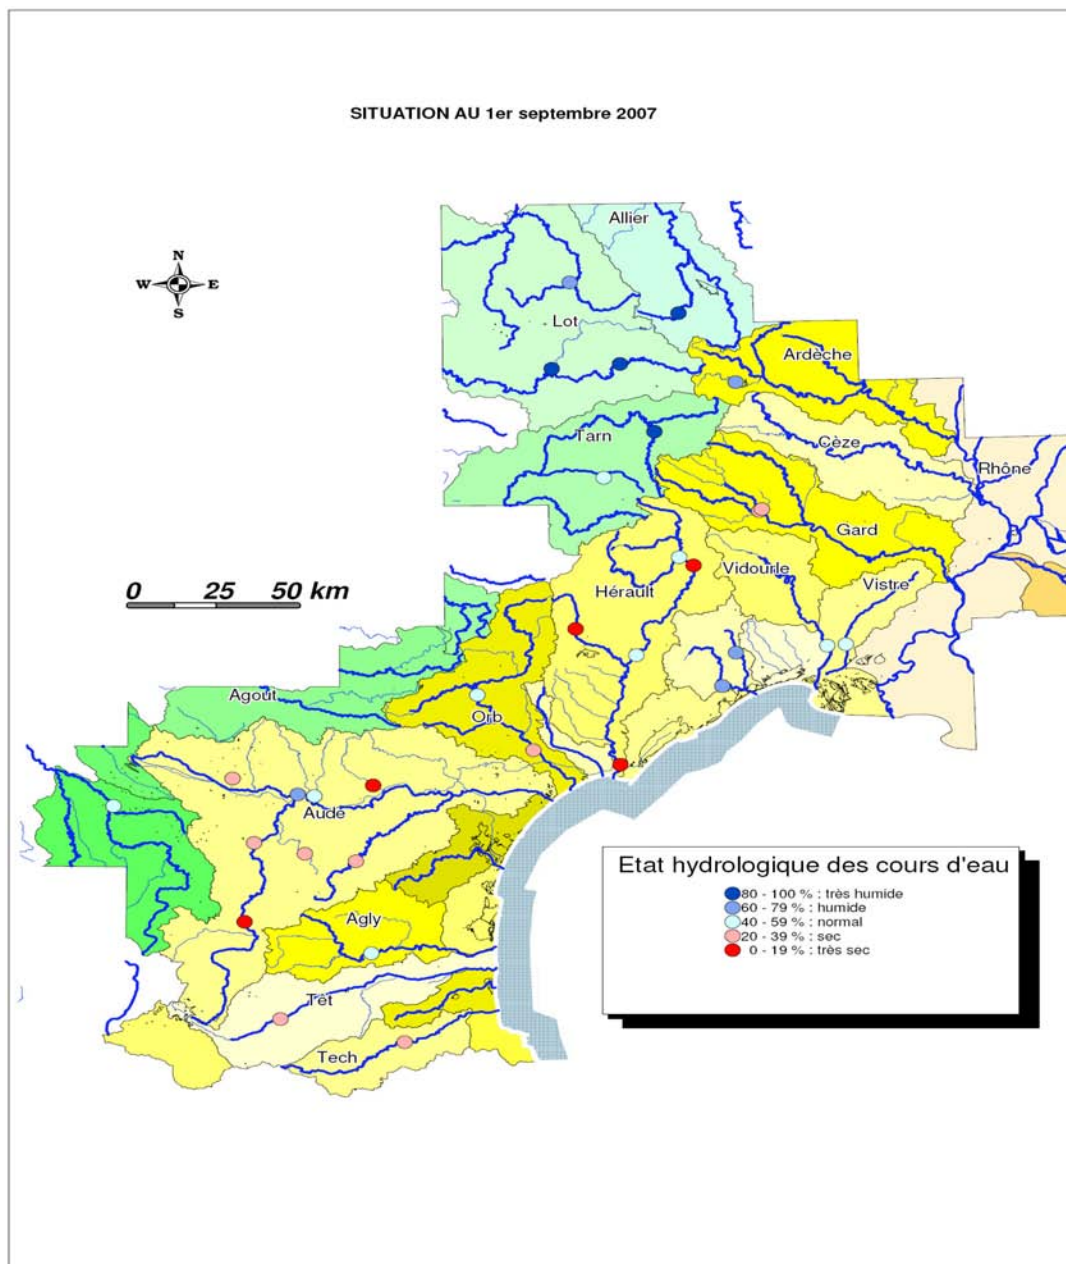 SITUATION AU 1er septembre 2007
Allier
N
W E
S
Lot
Ardèche
Tarn
Cèze
Rhône
Gard
Vidourle
Vistre
Hérault
0 25 50 km
Agout
Orb
Aude
Etat hydrologique des cours d'eau
80 - 100 % : très humide
60 - 79 % : humide
40 - 59 % : normal
20 - 39 % : sec
0 - 19 % : très sec
Agly
Têt
Tech